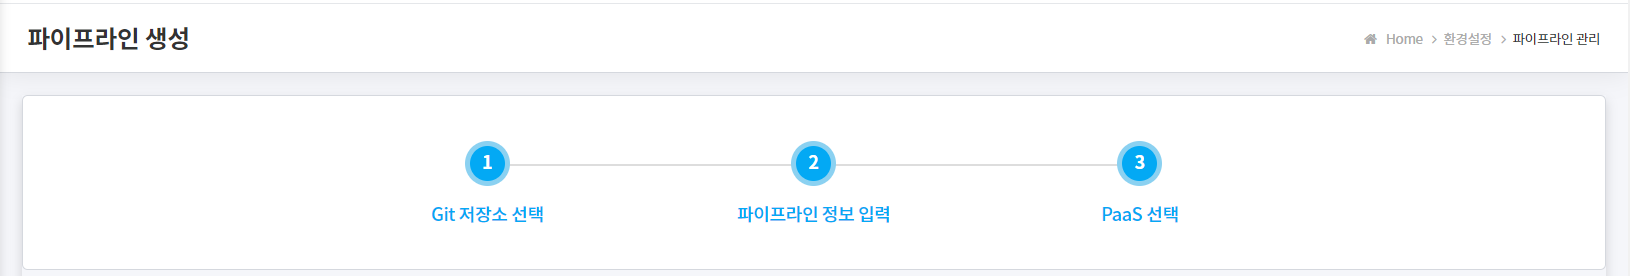 파이프라인 생성
Home > 환경설정 > 파이프라인 관리
1
2
3
Git 저장소 선택
파이프라인 정보 입력
PaaS 선택